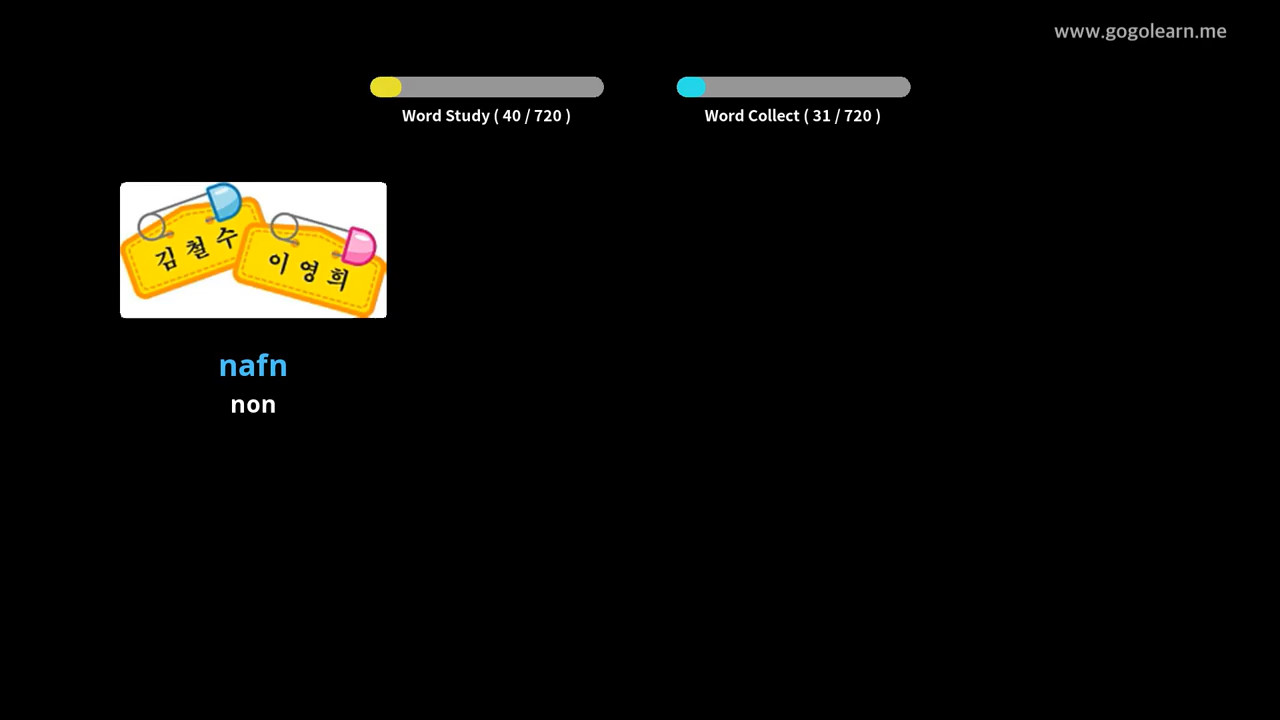 www.gogolearn.me
Word Study ( 40 / 720 )
Word Collect ( 31 / 720 )
김철수
이영희
nafn
non